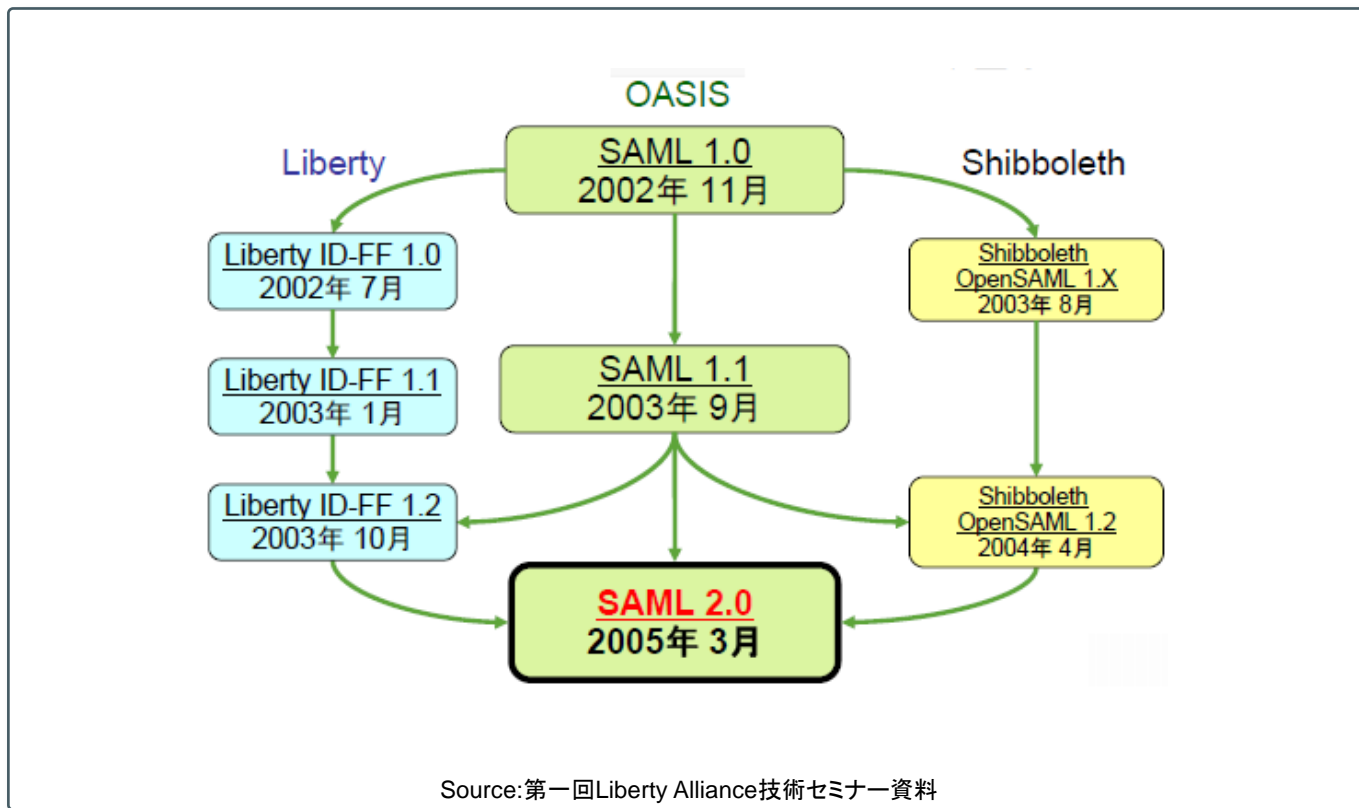 OASIS
Liberty
SAML 1.0
2002年 11月
Shibboleth
Liberty ID-FF 1.0
2002年 7月
Shibboleth
OpenSAML 1.X
2003年 8月
Liberty ID-FF 1.1
2003年 1月
SAML 1.1
2003年 9月
Liberty ID-FF 1.2
2003年 10月
Shibboleth
OpenSAML 1.2
2004年 4月
SAML 2.0
2005年 3月
Source:第一回Liberty Alliance技術セミナー資料